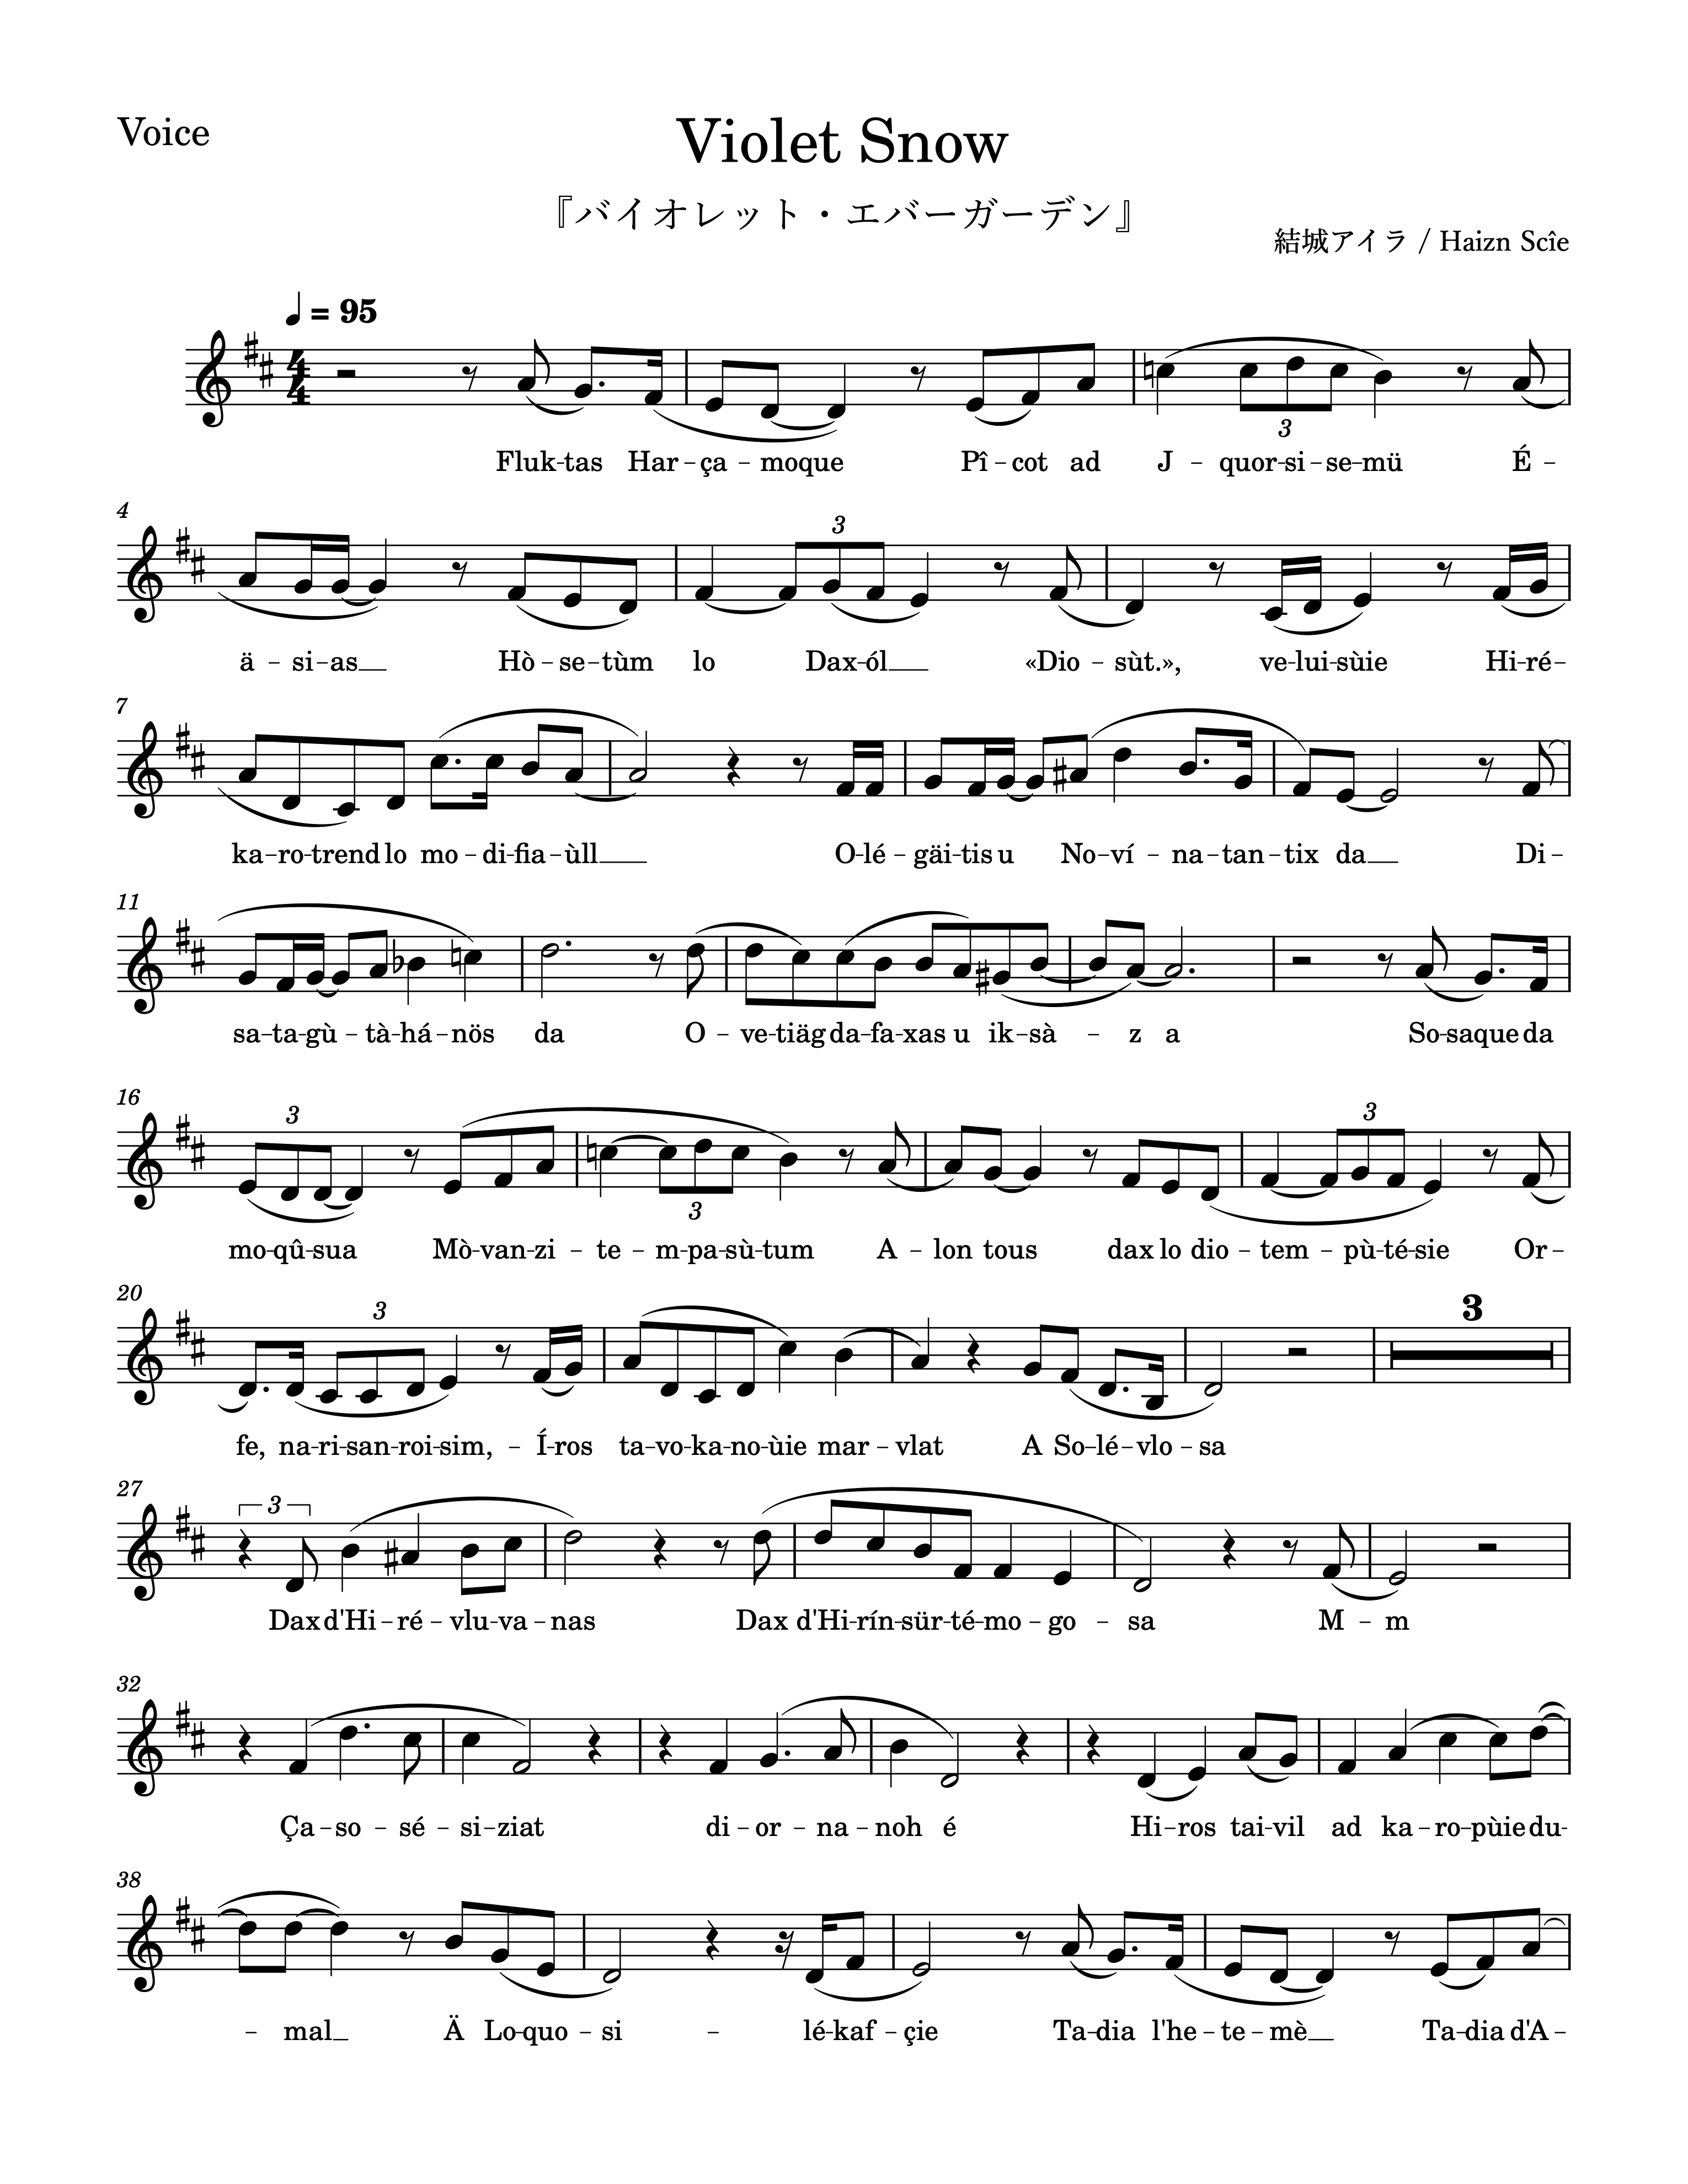 Voice
Violet Snow
『バイオレット・エバーガーデン』
結城アイラ / Haizn Scîe
= 95
3
Fluk-tas Har-ça-moque Pî-cot ad J-quor-si-se-mü É-
4
3
ä-si-as__ Hò-se-tùm lo Dax-ól__ «Dio-sùt.», ve-lui-sùie Hi-ré-
7
ka-ro-trend lo mo-di-fia-ùll__ O-lé-gäi-tis u No-ví-na-tan-tix da__ Di-
11
sa-ta-gù-tà-há-nös da O-ve-tiäg da-fa-xas u ik-sà-z a So-saque da
16
3 3 3
mo-qû-sua Mò-van-zi-te-m-pa-sù-tum A-lon tous dax lo dio-tem-pù-té-sie Or-
20
3 3
fe, na-ri-san-roi-sim,-Í-ros ta-vo-ka-no-ùie mar-vlat A So-lé-vlo-sa
27
3
Dax d'Hi-ré-vlu-va-nas Dax d'Hi-rín-sür-té-mo-go-sa M-m
32
Ça-so-sé-si-ziat di-or-na-noh é Hi-ros tai-vil ad ka-ro-pùie du-
38
- mal__ Ä Lo-quo-si-lé-kaf-çie Ta-dia l'he-te-mè__ Ta-dia d'A-